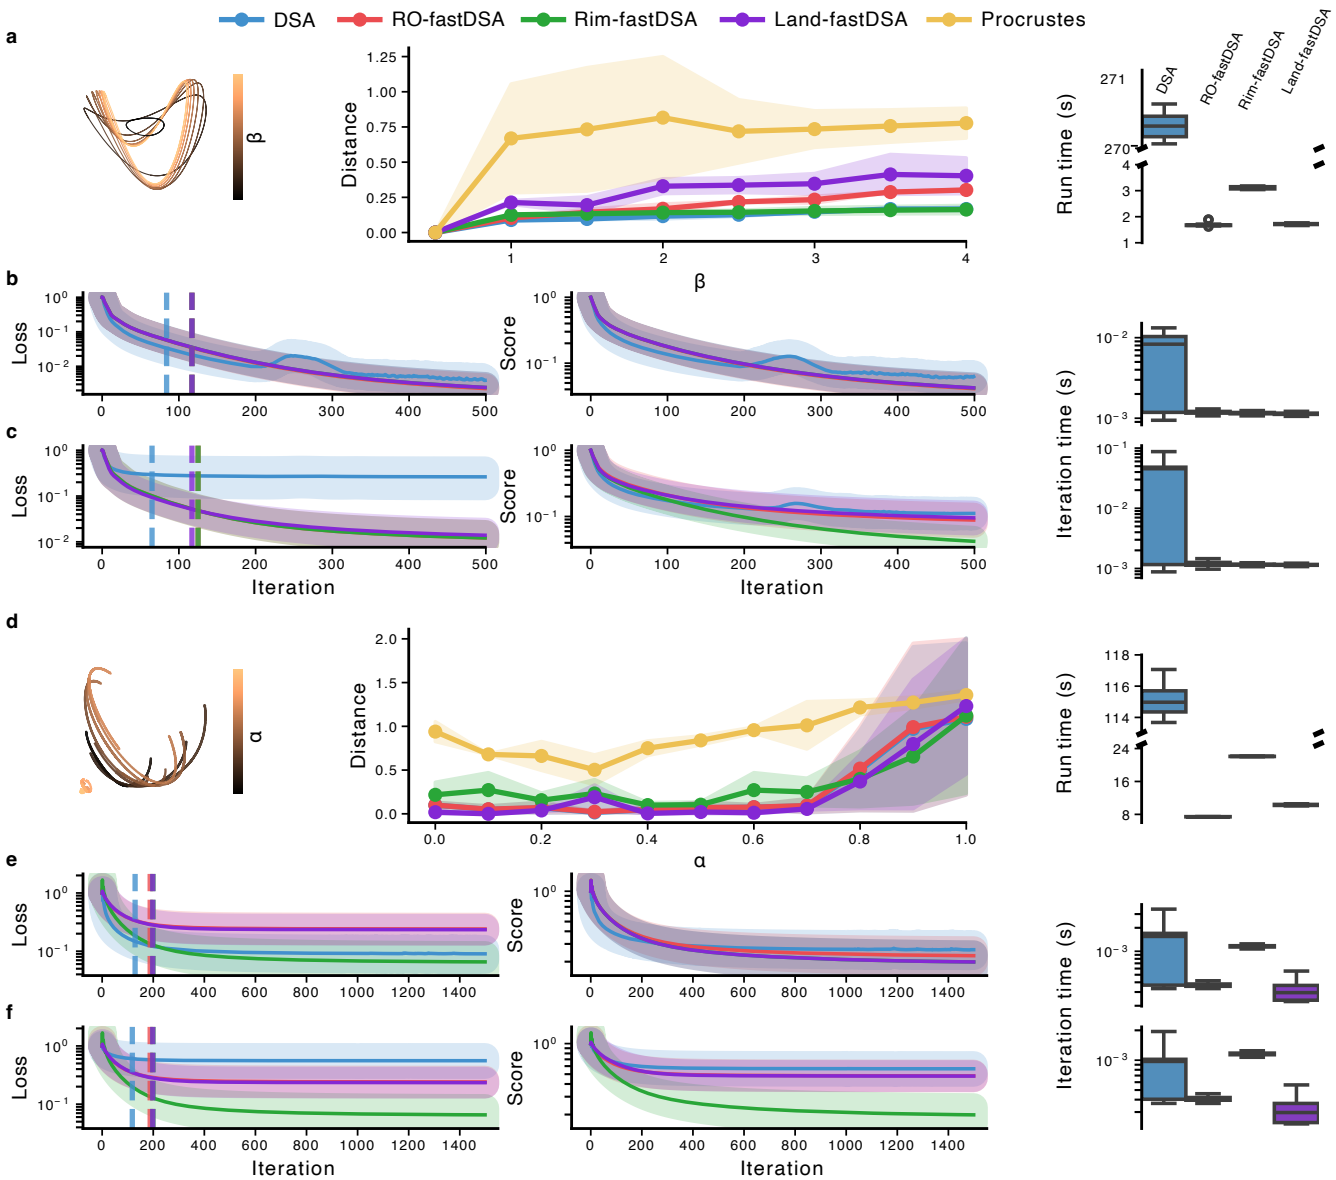 DSA RO-fastDSA Rim-fastDSA Land-fastDSA Procrustes
a
β
Distance
1.25
1.00
0.75
0.50
0.25
0.00
1 2 3 4
β
Run time (s)
271
270
4
3
2
1
DSA
RO-fastDSA
Rim-fastDSA
Land-fastDSA
b
Loss
10⁰
10⁻¹
10⁻²
0 100 200 300 400 500
Score
10⁰
10⁻¹
0 100 200 300 400 500
Iteration time (s)
10⁻²
10⁻³
c
Loss
10⁰
10⁻¹
10⁻²
0 100 200 300 400 500
Iteration
Score
10⁰
10⁻¹
0 100 200 300 400 500
Iteration
10⁻¹
10⁻²
10⁻³
d
α
Distance
2.0
1.5
1.0
0.5
0.0
0.0 0.2 0.4 0.6 0.8 1.0
α
Run time (s)
118
116
114
24
16
8
e
Loss
10⁰
10⁻¹
0 200 400 600 800 1000 1200 1400
Score
10⁰
0 200 400 600 800 1000 1200 1400
Iteration time (s)
10⁻³
f
Loss
10⁰
10⁻¹
0 200 400 600 800 1000 1200 1400
Iteration
Score
10⁰
0 200 400 600 800 1000 1200 1400
Iteration
10⁻³